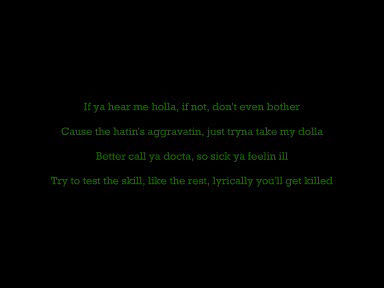 If ya hear me holla, if not, don't even bother
Cause the hatin's aggravatin, just tryna take my dolla
Better call ya docta, so sick ya feelin ill
Try to test the skill, like the rest, lyrically you'll get killed